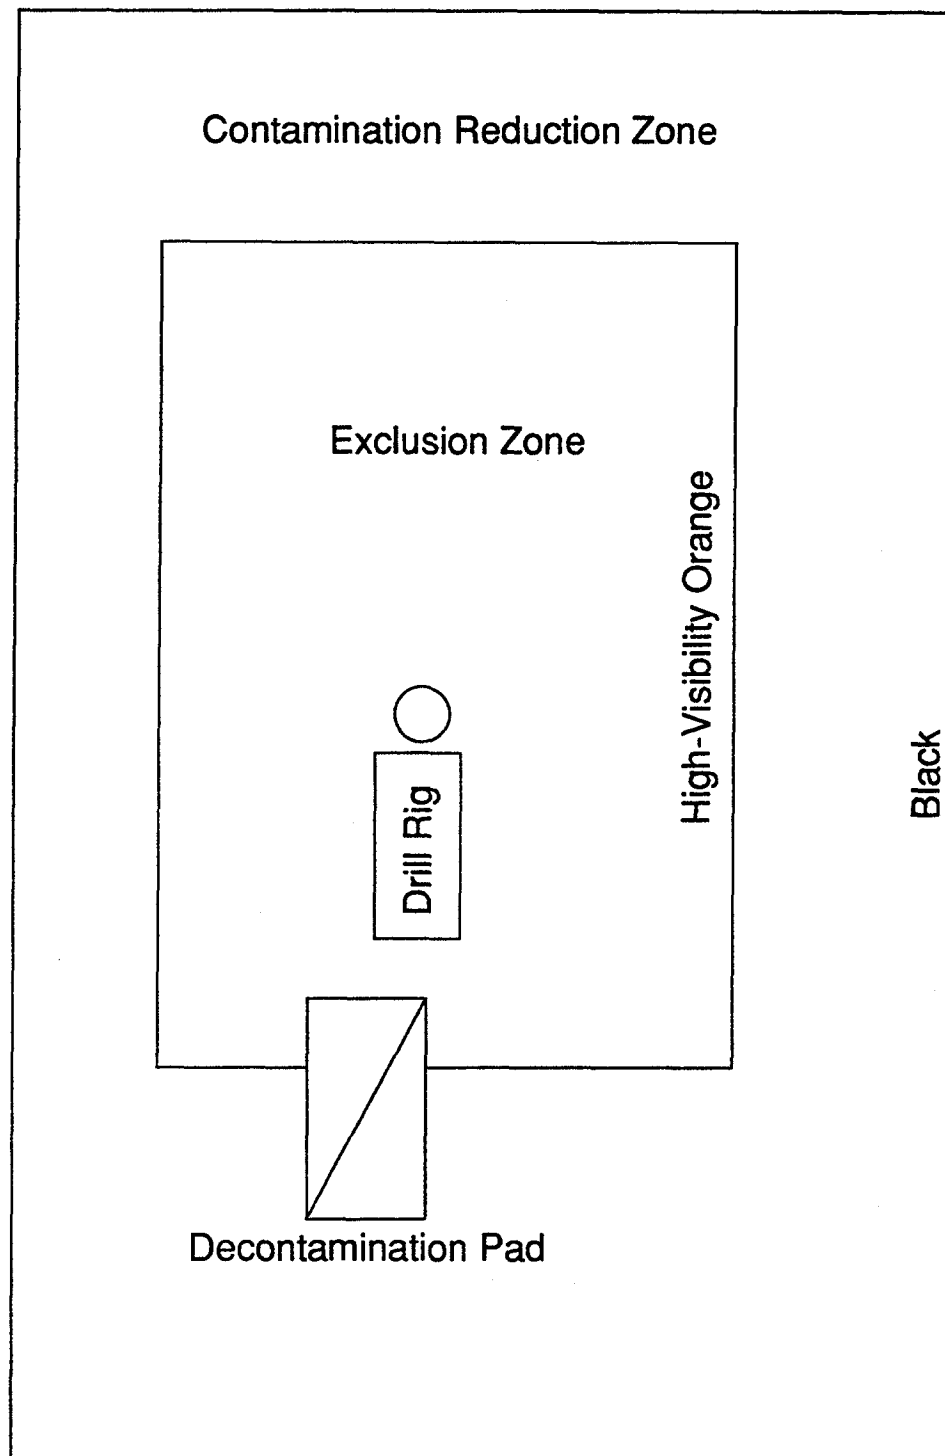 Contamination Reduction Zone
Exclusion Zone
High-Visibility Orange
Black
Drill Rig
Decontamination Pad